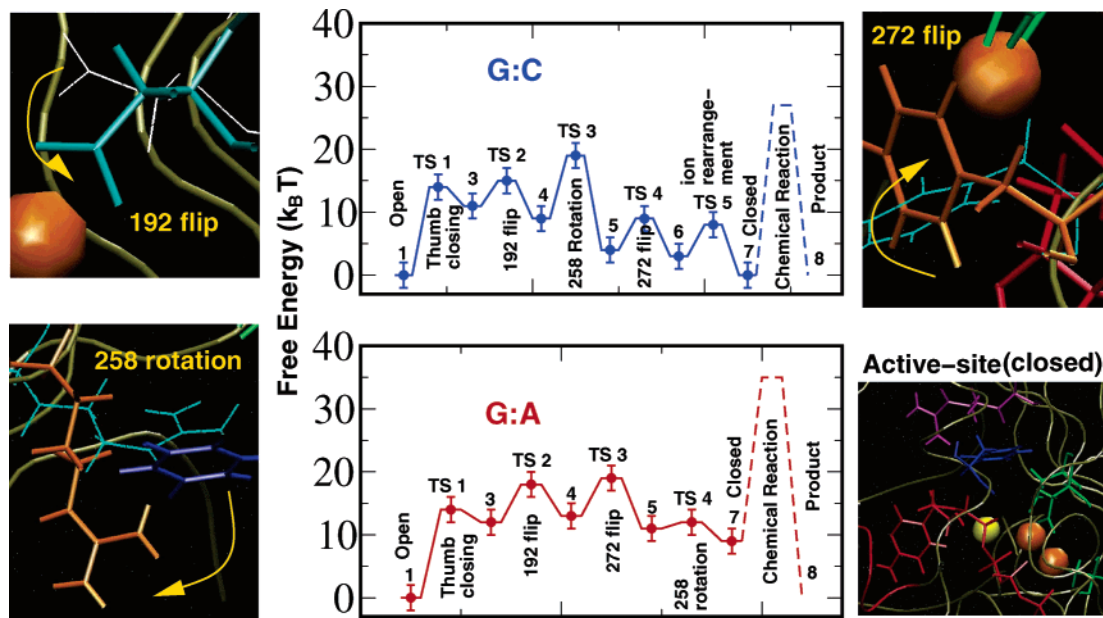 192 flip
258 rotation
Free Energy (kBT)
40
30
20
10
0
G:C
1
Open
TS 1
Thumb
closing
3
TS 2
192 flip
4
TS 3
258 Rotation
5
TS 4
272 flip
6
ion
rearrange-
ment
TS 5
7
Closed
Chemical Reaction
Product
8
40
30
20
10
0
G:A
1
Open
TS 1
Thumb
closing
3
TS 2
192 flip
4
TS 3
272 flip
5
TS 4
258
rotation
7
Closed
Chemical Reaction
Product
8
272 flip
Active-site(closed)